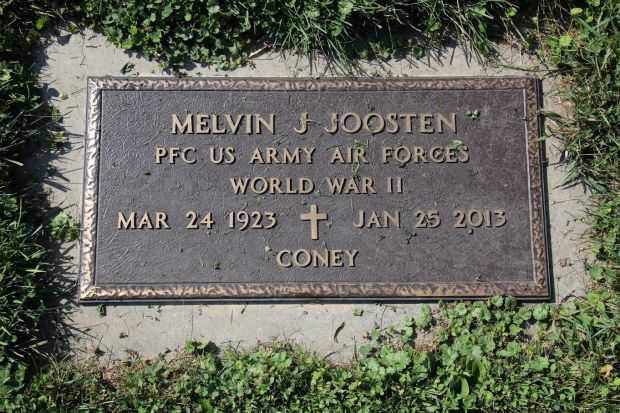 MELVIN J JOOSTEN
PFC US ARMY AIR FORCES
WORLD WAR II
MAR 24 1923 JAN 25 2013
CONEY